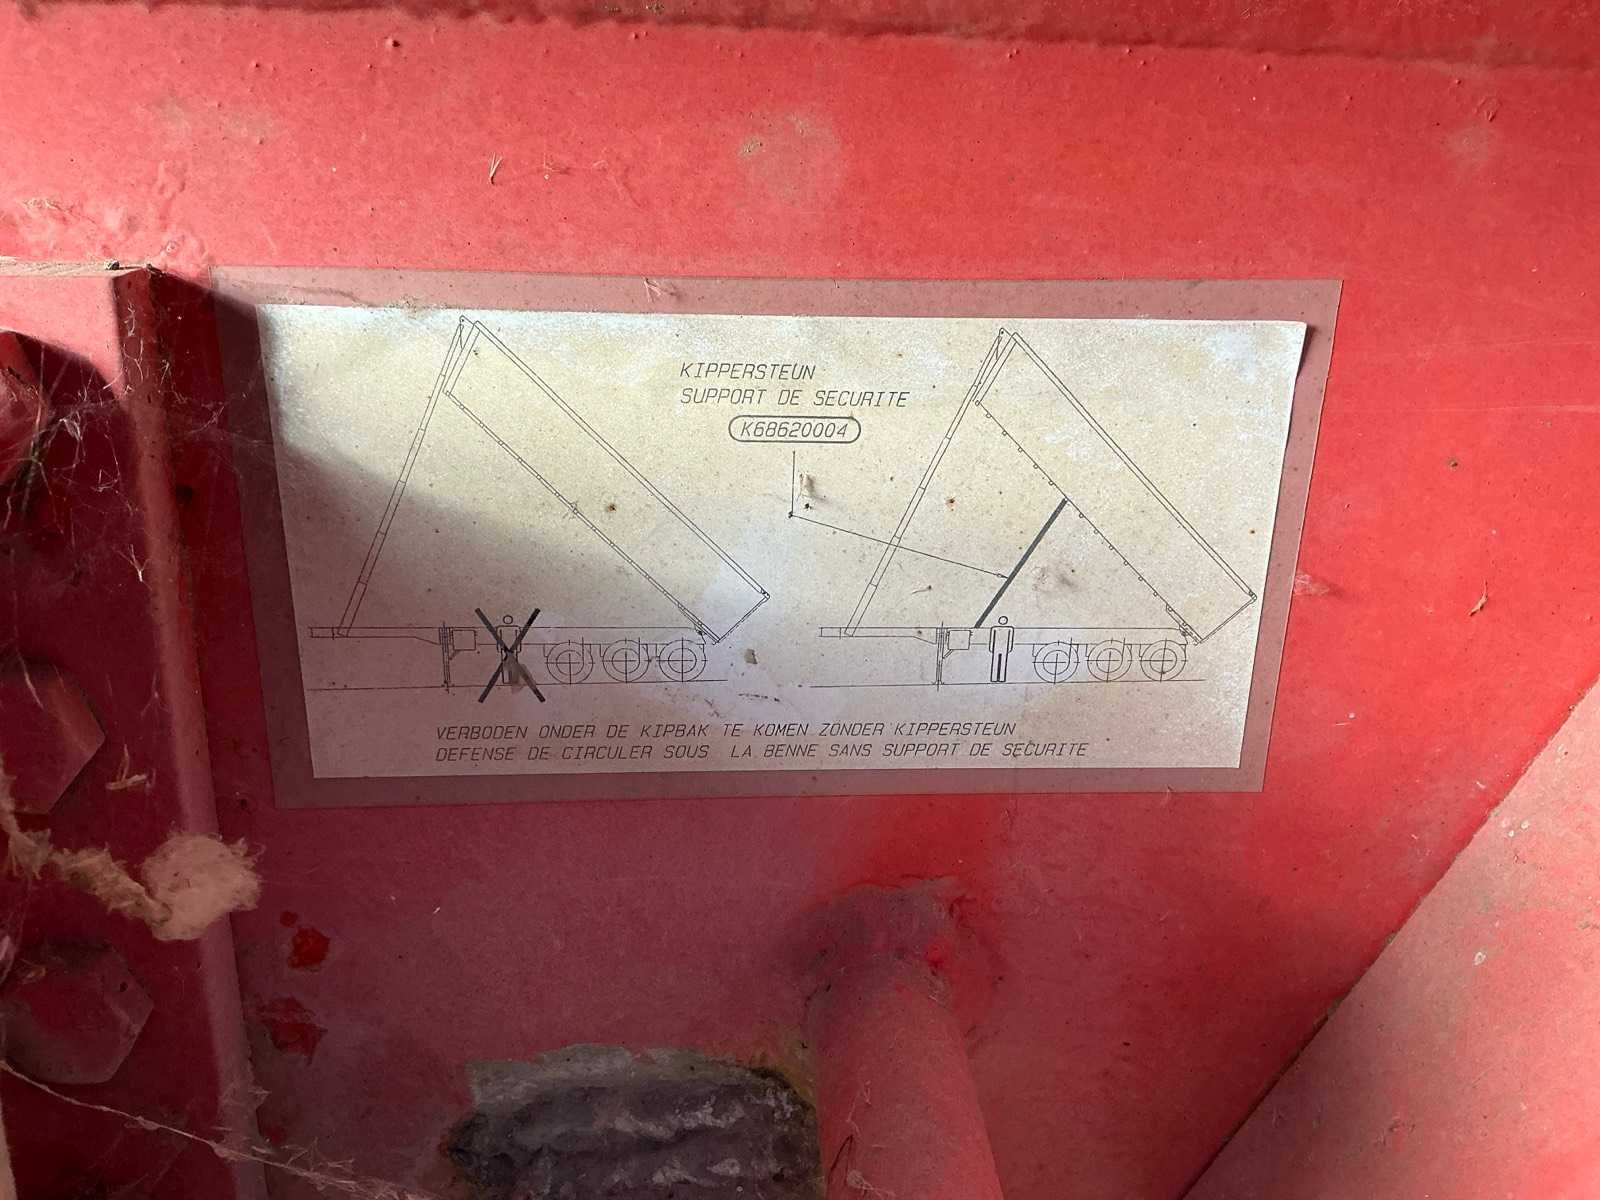 KIPPERSTEUN
SUPPORT DE SECURITE
K68620004
VERBODEN ONDER DE KIPBAK TE KOMEN ZONDER KIPPERSTEUN
DEFENSE DE CIRCULER SOUS LA BENNE SANS SUPPORT DE SECURITE